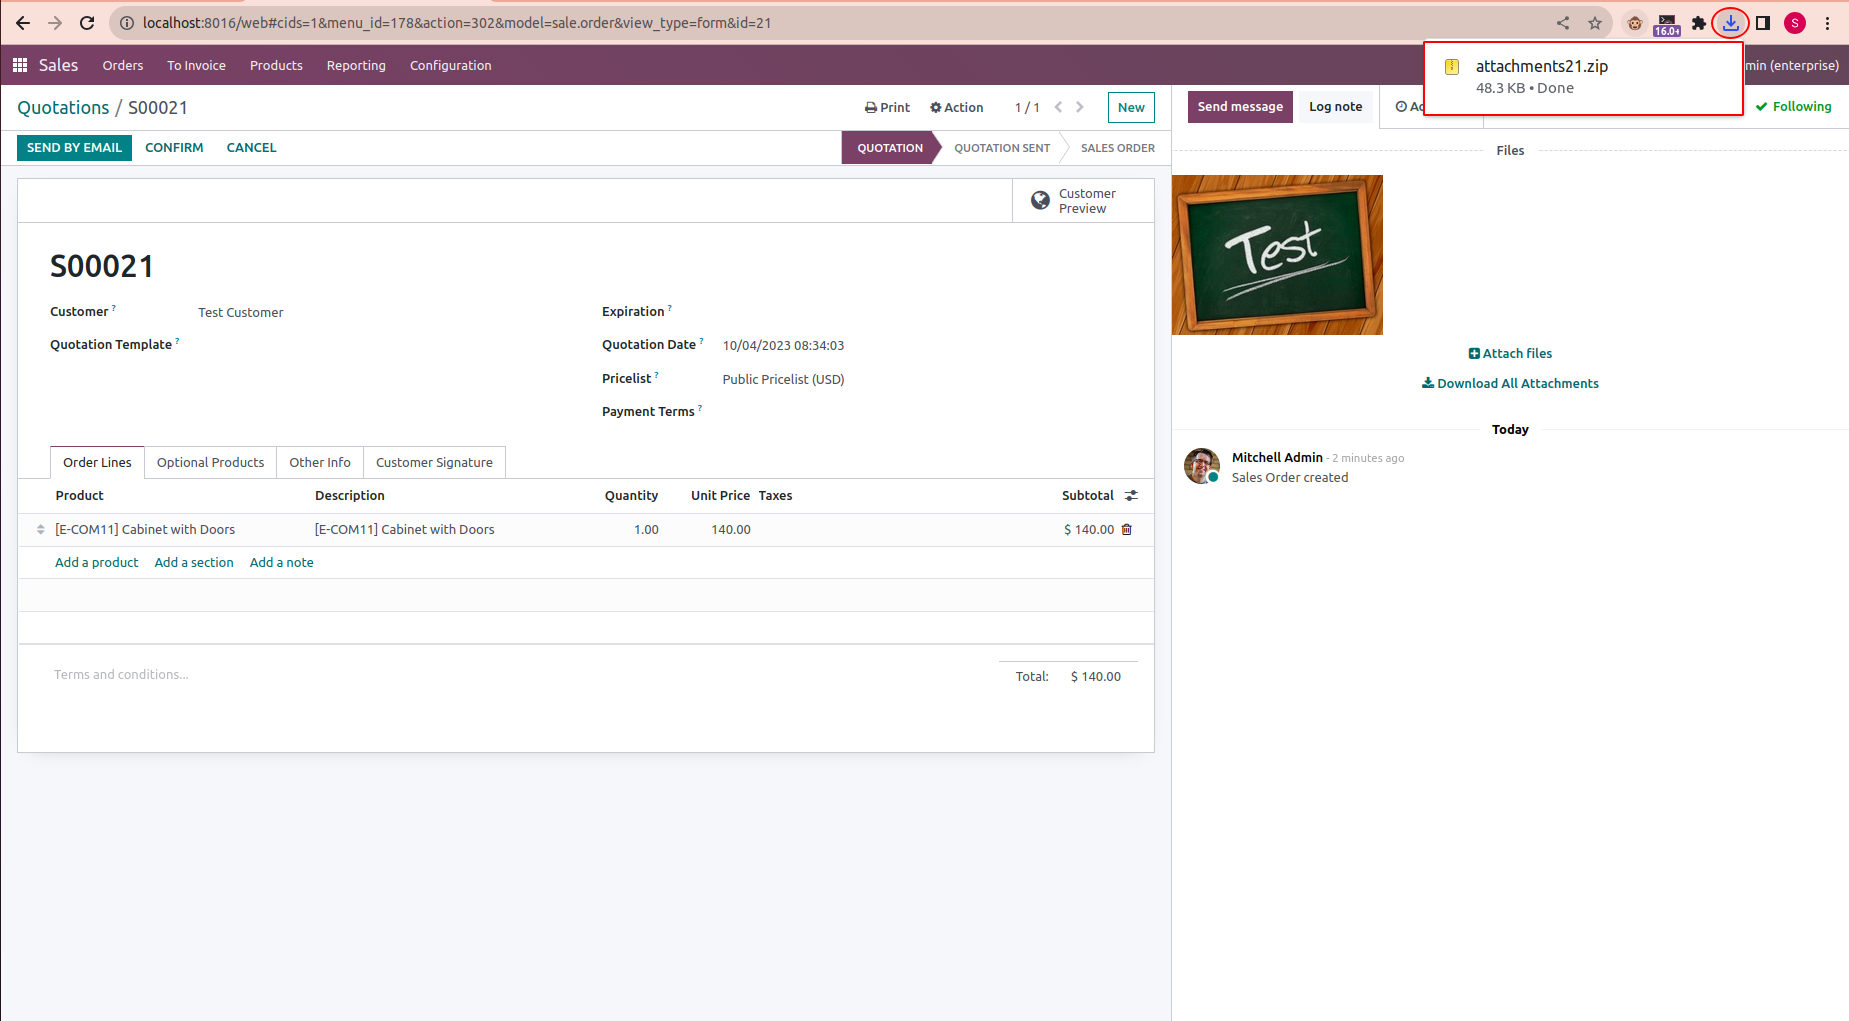 localhost:8016/web#cids=1&menu_id=178&action=302&model=sale.order&view_type=form&id=21
16.0+
S
Sales Orders To Invoice Products Reporting Configuration
min (enterprise)
attachments21.zip
48.3 KB • Done
Quotations / S00021
Print Action 1 / 1 New
Send message Log note Following
SEND BY EMAIL CONFIRM CANCEL
QUOTATION QUOTATION SENT SALES ORDER
Files
Customer
Preview
Test
S00021
Customer ? Test Customer
Expiration ?
Quotation Template ?
Quotation Date ? 10/04/2023 08:34:03
Pricelist ? Public Pricelist (USD)
Payment Terms ?
Attach files
Download All Attachments
Today
Mitchell Admin - 2 minutes ago
Sales Order created
Order Lines Optional Products Other Info Customer Signature
Product Description Quantity Unit Price Taxes Subtotal
[E-COM11] Cabinet with Doors [E-COM11] Cabinet with Doors 1.00 140.00 $ 140.00
Add a product Add a section Add a note
Terms and conditions...
Total: $ 140.00